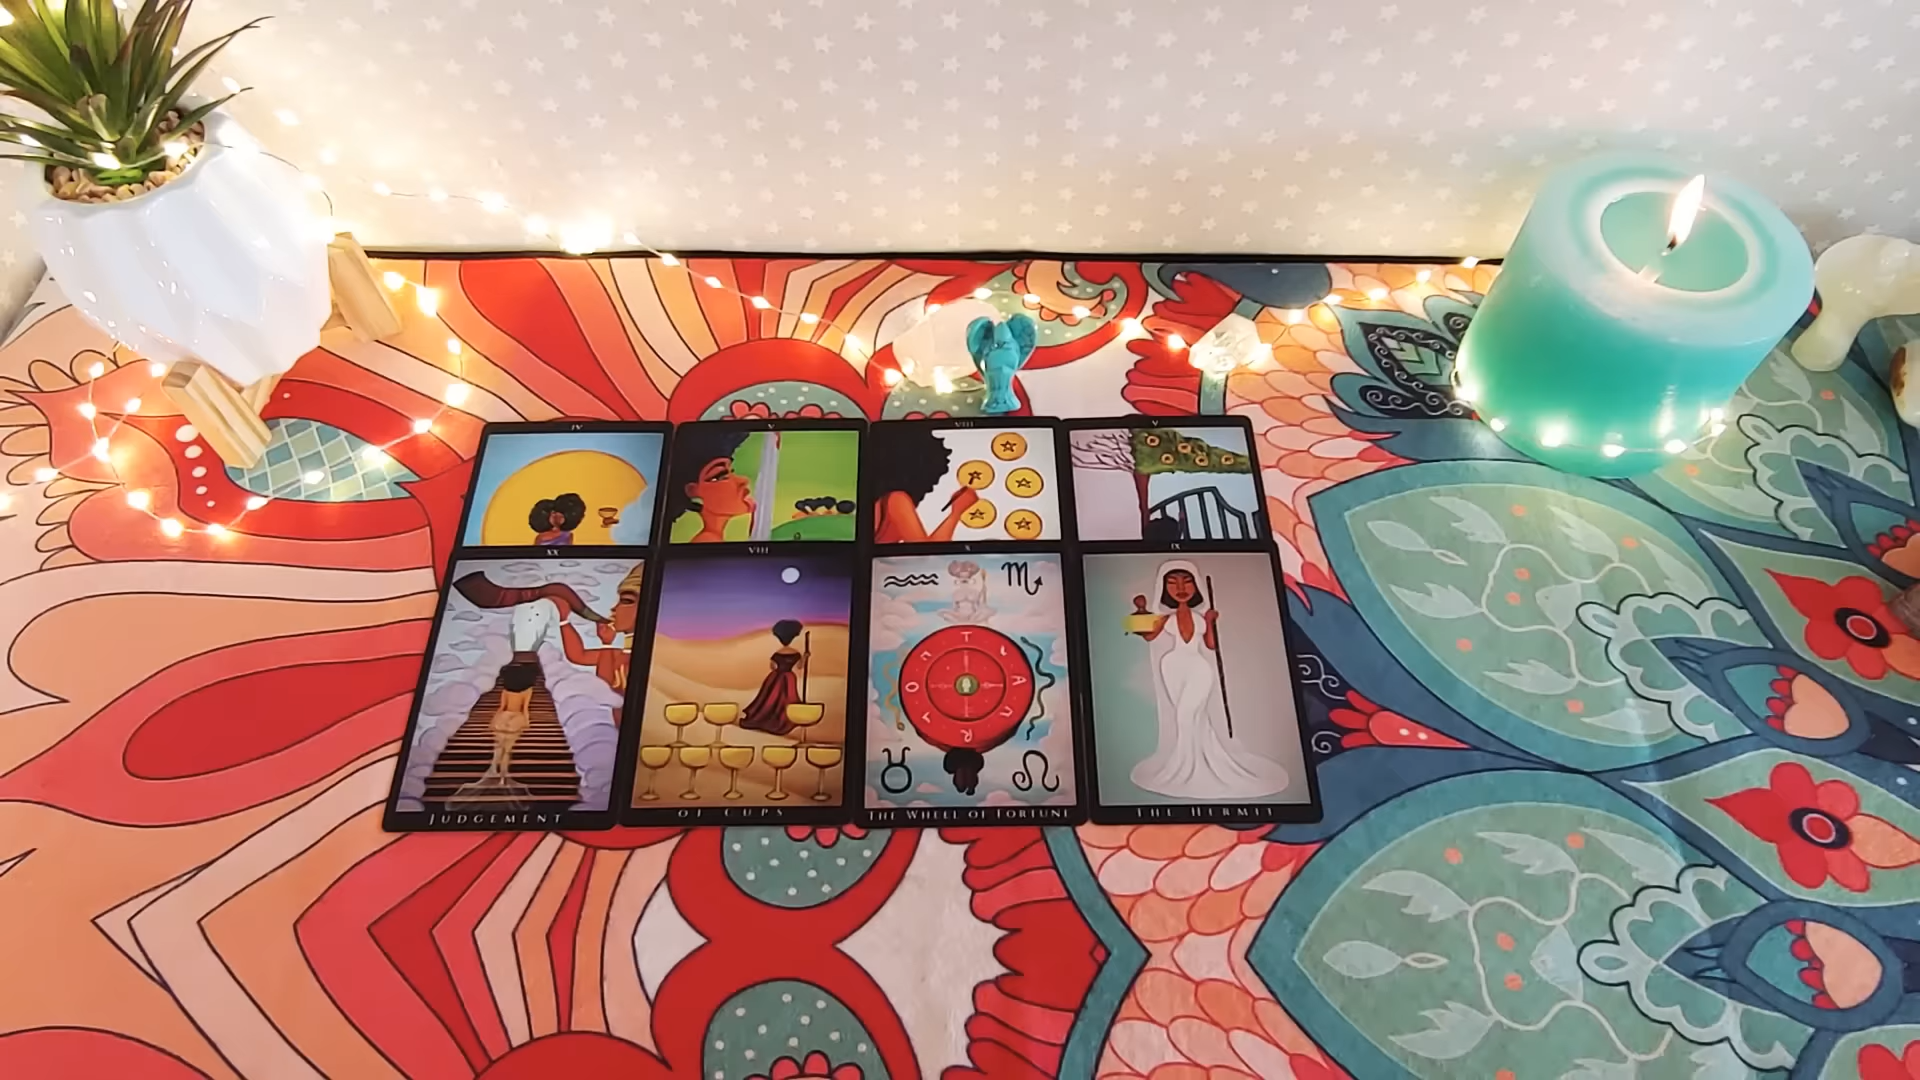 IV
V
VIII
V
XX
VIII
X
IX
T
A
R
O
JUDGEMENT
OF CUPS
THE WHEEL OF FORTUNE
THE HERMIT